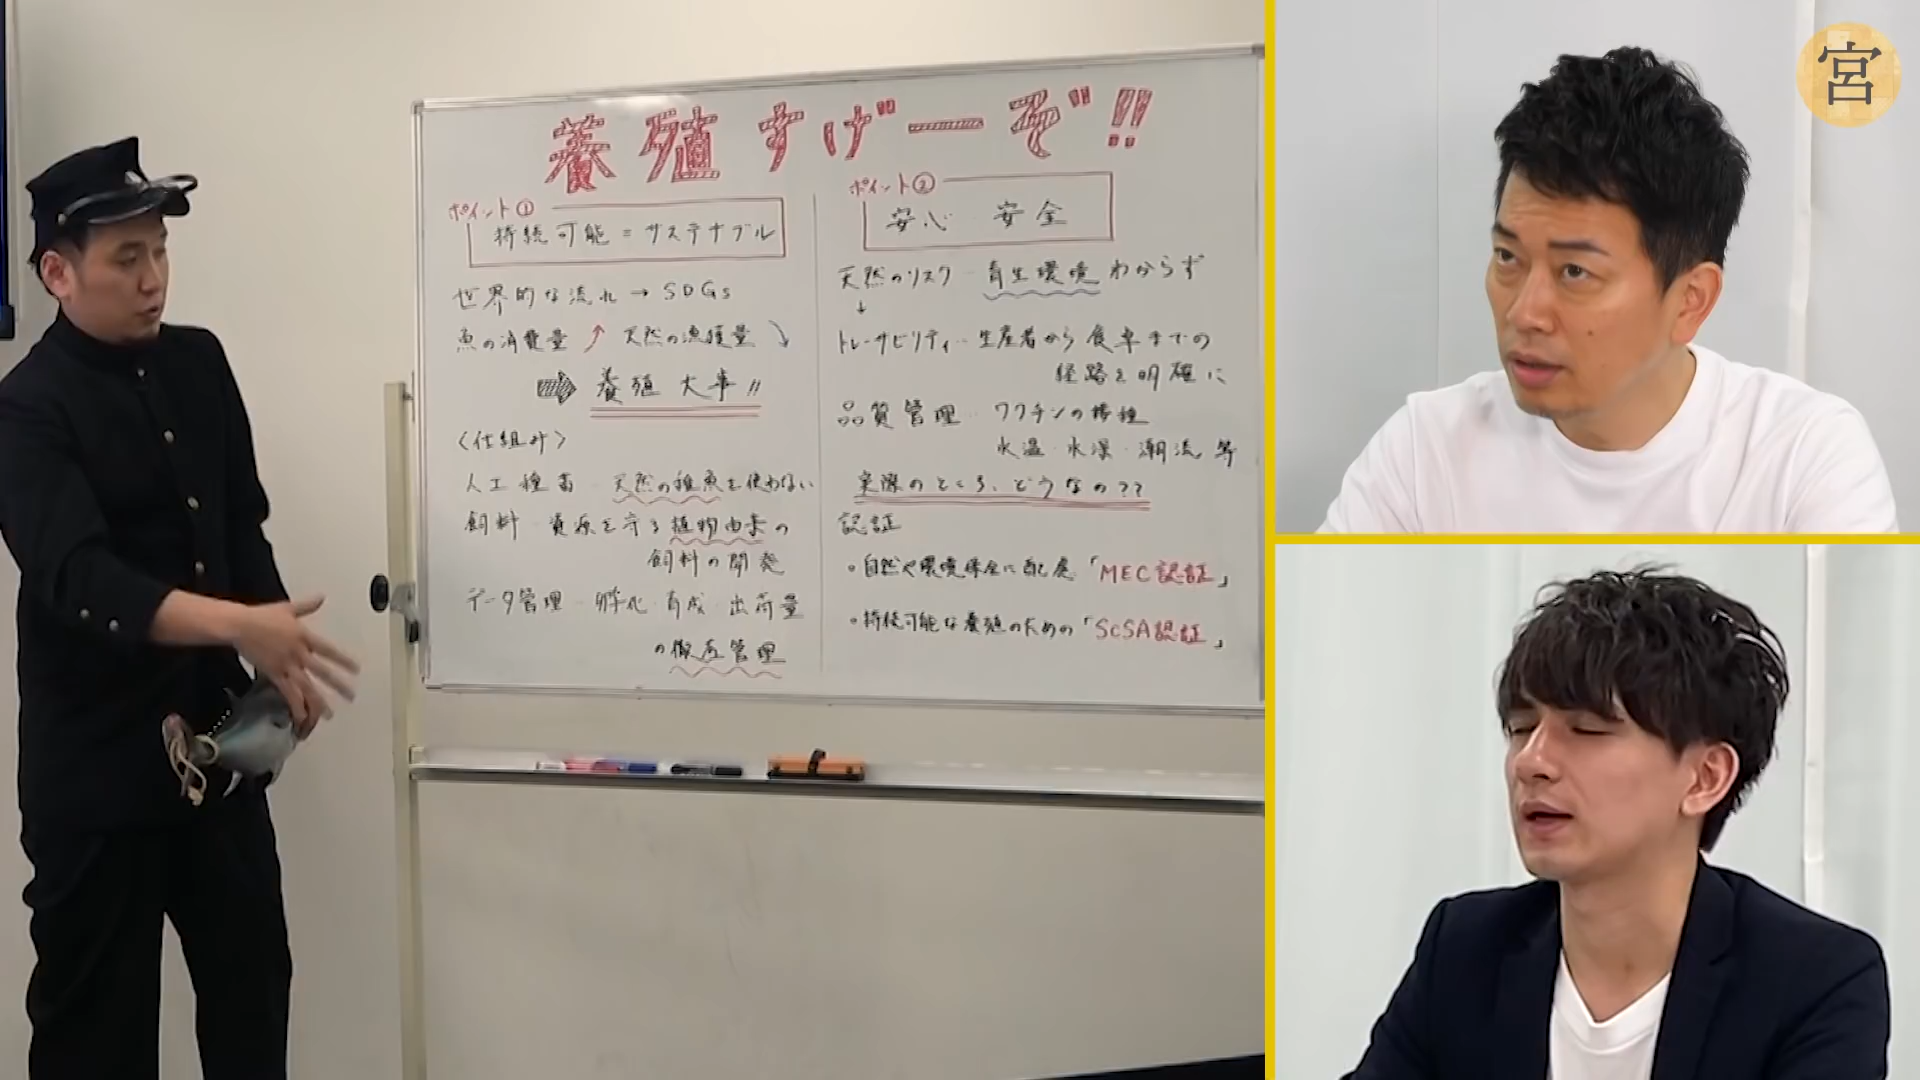 養殖すげーぞ!!
ポイント①
持続可能=サステナブル
世界的な流れ→SDGs
魚の消費量↑ 天然の漁獲量↓
⇒養殖大事!!
〈仕組み〉
人工種苗…天然の稚魚を使わない
飼料…資源を守る植物由来の
飼料の開発
データ管理…孵化・育成・出荷量
の徹底管理
ポイント②
安心・安全
天然のリスク…育生環境わからず
↓
トレーサビリティ…生産者から食卓までの
経路を明確に
品質管理…ワクチンの接種
水温・水深・潮流 等
実際のところ、どうなの??
認証
・自然や環境保全に配慮「MEC認証」
・持続可能な養殖のための「SCSA認証」
宮